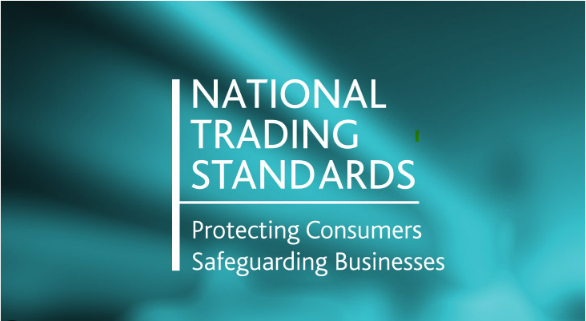 NATIONAL
TRADING
STANDARDS
Protecting Consumers
Safeguarding Businesses